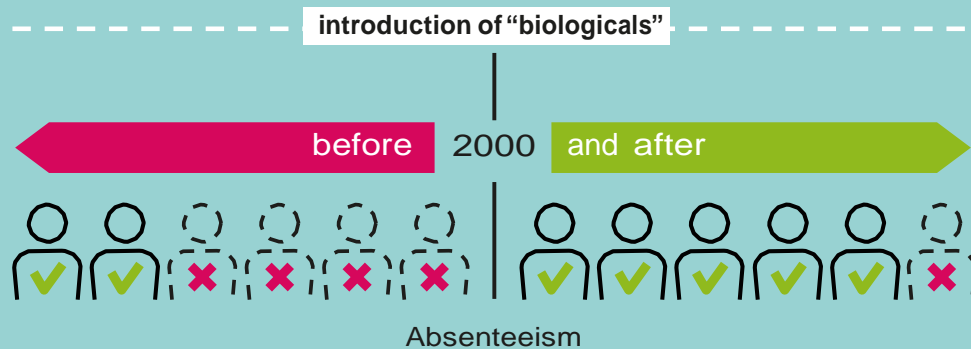 introduction of “biologicals”
before 2000 and after
Absenteeism